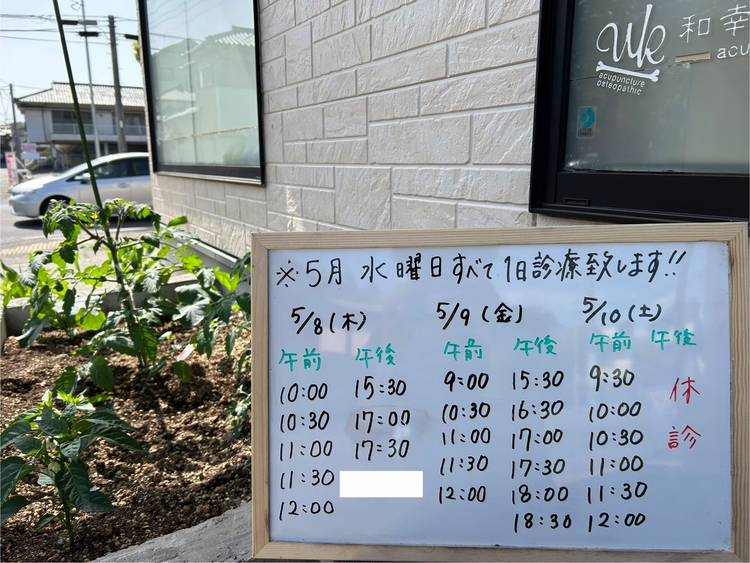 Wk
和幸
acu
acupuncture
osteopathic
※5月 水曜日すべて1日診療致します!!
5/8(木) 5/9(金) 5/10(土)
午前 午後 午前 午後 午前 午後
10:00 15:30 9:00 15:30 9:30 休診
10:30 17:00 10:30 16:30 10:00
11:00 17:30 11:00 17:00 10:30
11:30 11:30 17:30 11:00
12:00 12:00 18:00 11:30
18:30 12:00